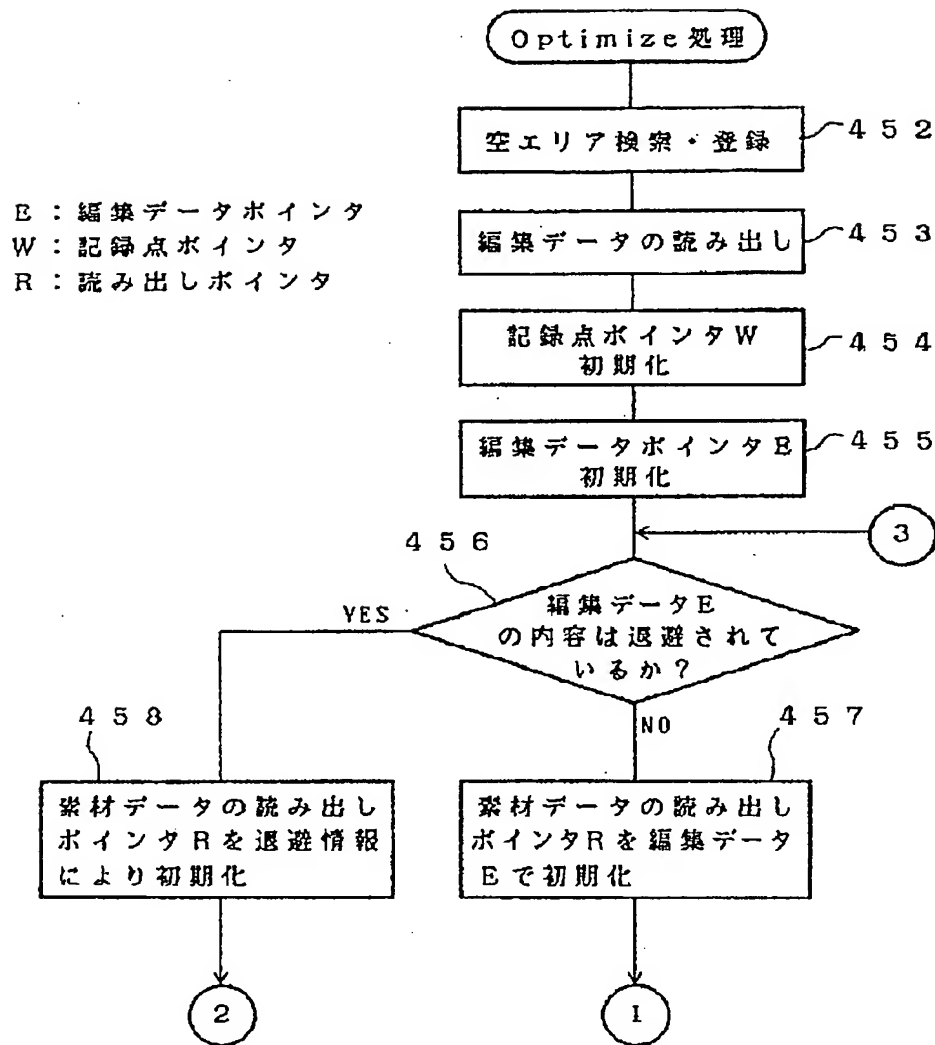 Optimize処理
空エリア検索・登録
452
E:編集データポインタ
W:記録点ポインタ
R:読み出しポインタ
編集データの読み出し
453
記録点ポインタW
初期化
454
編集データポインタE
初期化
455
3
456
編集データE
の内容は退避されて
いるか?
YES
NO
458
457
素材データの読み出し
ポインタRを退避情報
により初期化
素材データの読み出し
ポインタRを編集データ
Eで初期化
2
1